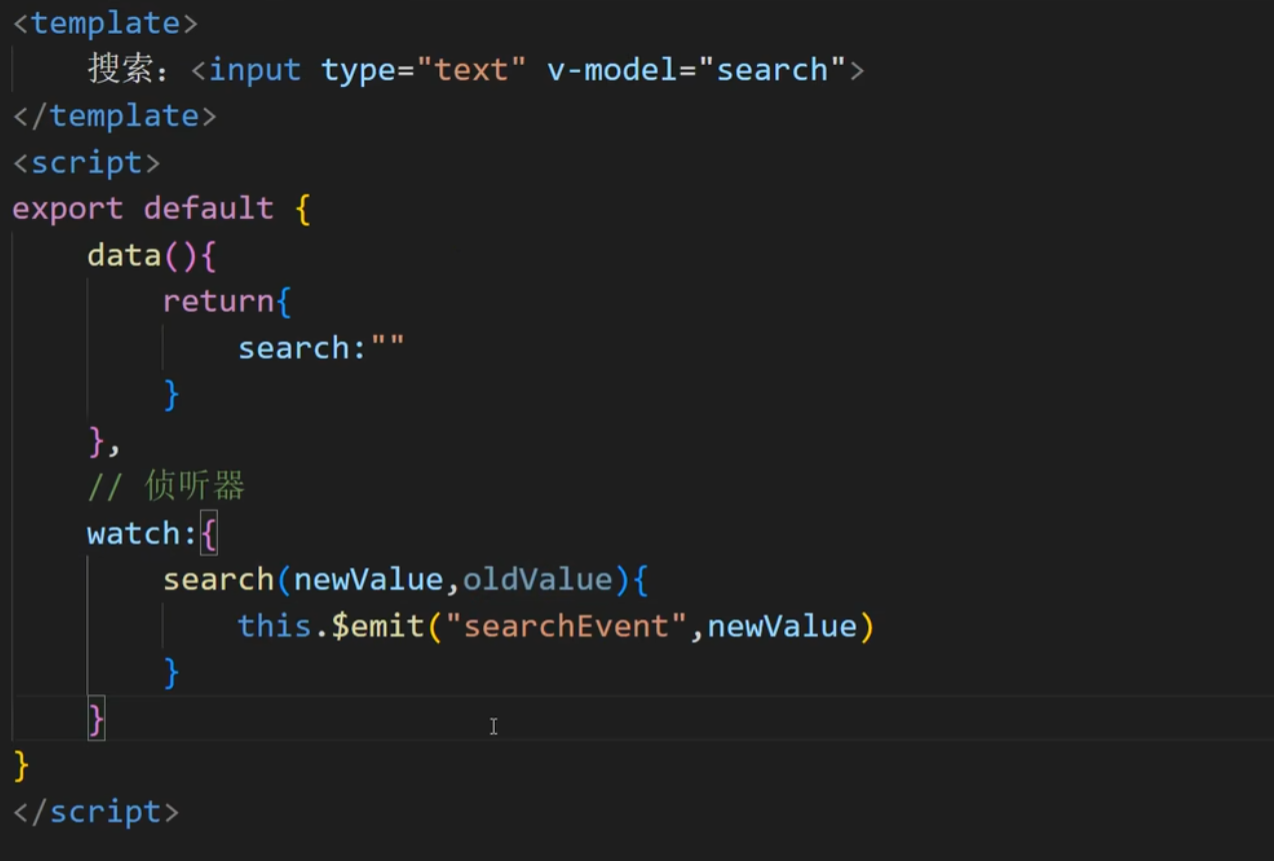 <template>
    搜索：<input type="text" v-model="search">
</template>
<script>
export default {
    data(){
        return{
            search:""
        }
    },
    // 侦听器
    watch:{
        search(newValue,oldValue){
            this.$emit("searchEvent",newValue)
        }
    }
}
</script>